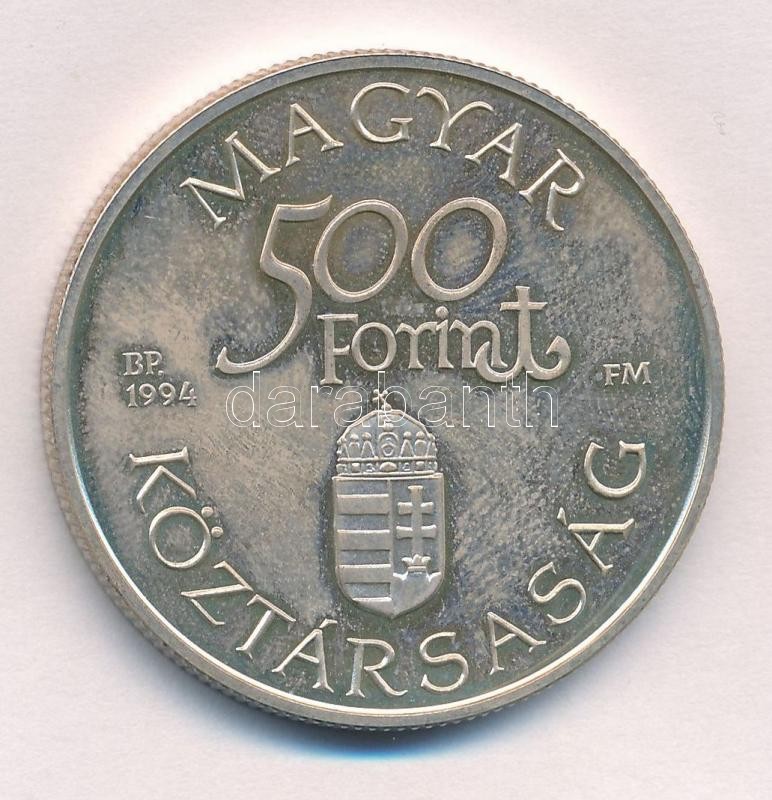 MAGYAR
500
Forint
BP.
1994
FM
darabanth
KÖZTÁRSASÁG